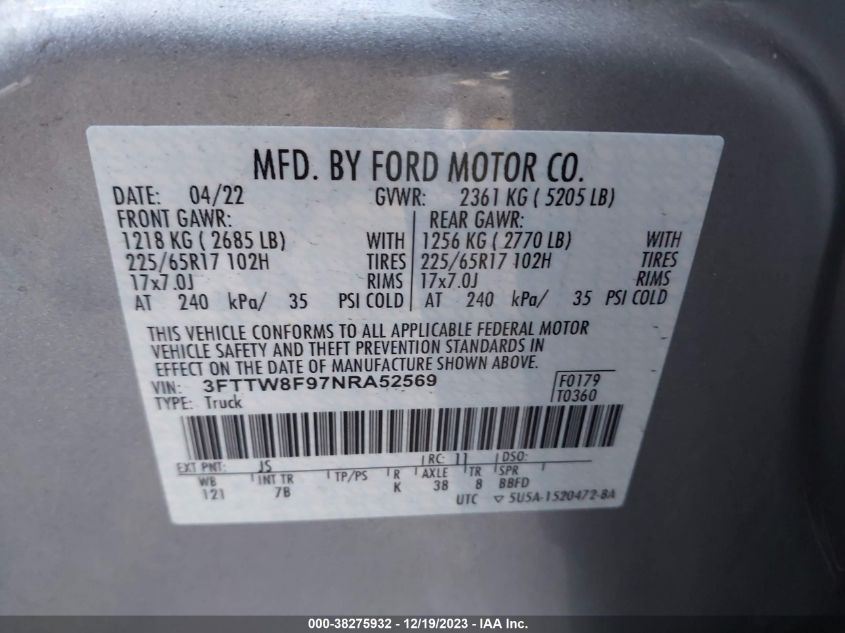 MFD. BY FORD MOTOR CO.
DATE: 04/22 GVWR: 2361 KG ( 5205 LB)
FRONT GAWR: REAR GAWR:
1218 KG ( 2685 LB) WITH 1256 KG ( 2770 LB) WITH
225/65R17 102H TIRES 225/65R17 102H TIRES
17x7.0J RIMS 17x7.0J RIMS
AT 240 kPa/ 35 PSI COLD AT 240 kPa/ 35 PSI COLD
THIS VEHICLE CONFORMS TO ALL APPLICABLE FEDERAL MOTOR
VEHICLE SAFETY AND THEFT PREVENTION STANDARDS IN
EFFECT ON THE DATE OF MANUFACTURE SHOWN ABOVE.
VIN: 3FTTW8F97NRA52569 F0179
TYPE: Truck T0360
EXT PNT: JS RC: 11 DSO:
WB INT TR TP/PS R AXLE TR SPR
121 7B K 38 8 BBFD
UTC ▽ 5U5A-1520472-BA
000-38275932 - 12/19/2023 - IAAI.com